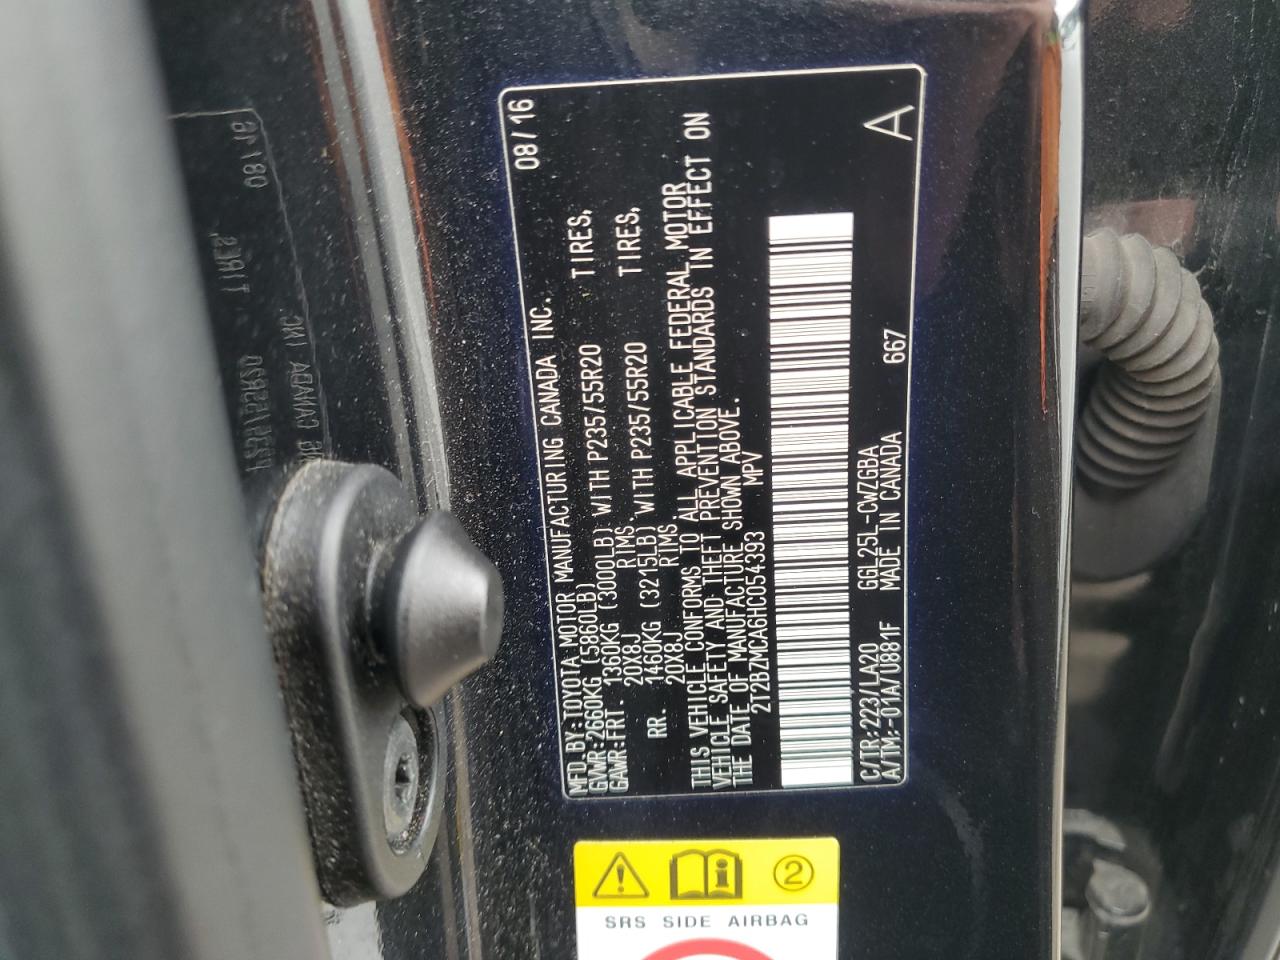 MFD. BY: TOYOTA MOTOR MANUFACTURING CANADA INC. 08/16
GVWR: 2660KG (5860LB)
GAWR: FRT. 1360KG (3000LB) WITH P235/55R20 TIRES,
20X8J RIMS.
RR. 1460KG (3215LB) WITH P235/55R20 TIRES,
20X8J RIMS
THIS VEHICLE CONFORMS TO ALL APPLICABLE FEDERAL MOTOR
VEHICLE SAFETY AND THEFT PREVENTION STANDARDS IN EFFECT ON
THE DATE OF MANUFACTURE SHOWN ABOVE.
2T2BZMCA6HC054393 MPV
C/TR: 223/LA20 GGL25L-CWZGBA 667 A
A/TM: -01A/U881F MADE IN CANADA
2
SRS SIDE AIRBAG